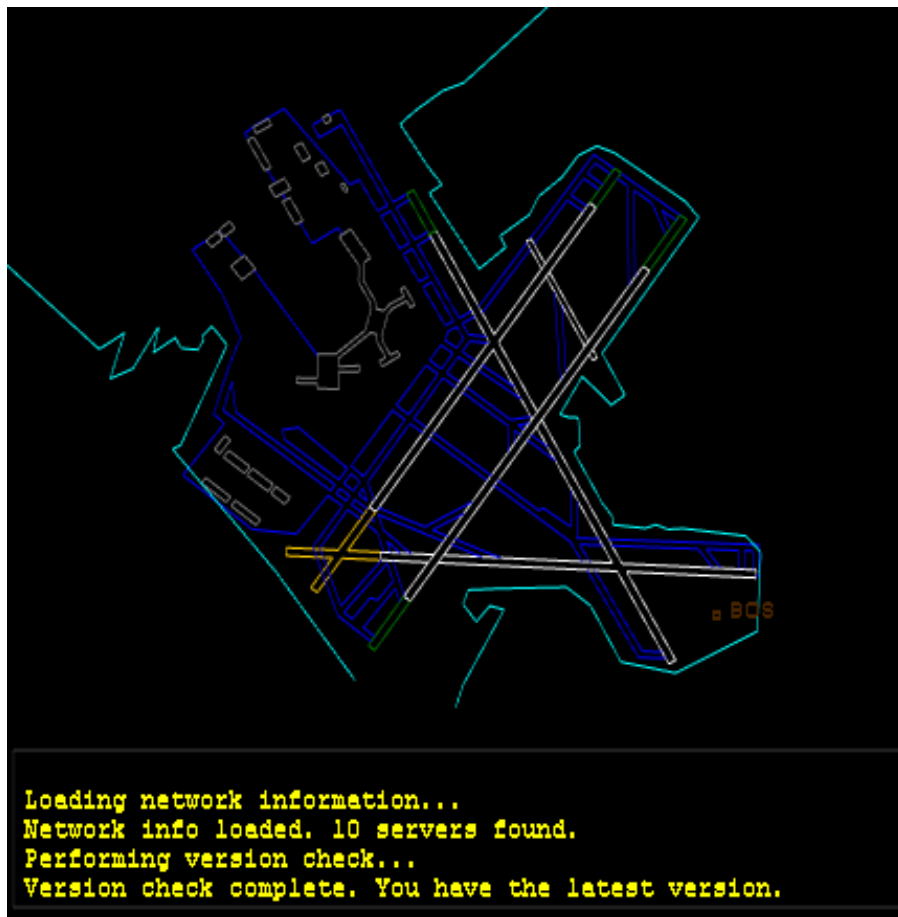 BOS
Loading network information...
Network info loaded. 10 servers found.
Performing version check...
Version check complete. You have the latest version.